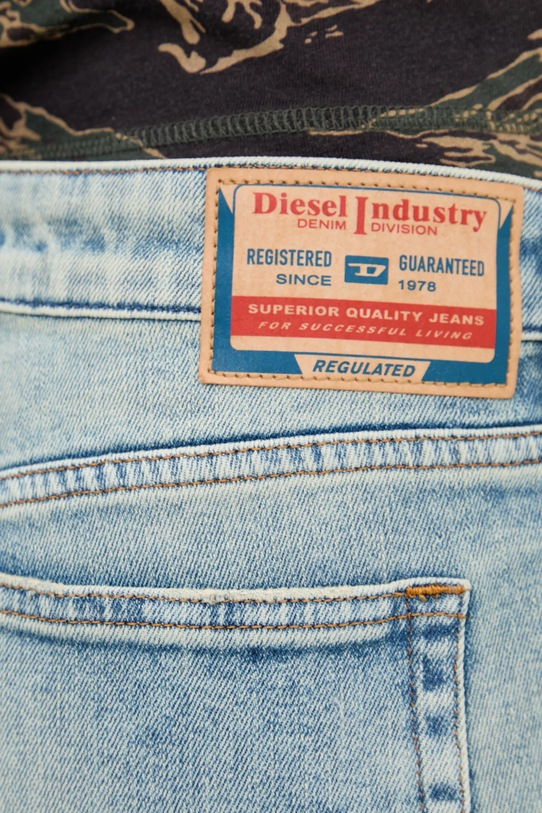 Diesel Industry
DENIM DIVISION
REGISTERED D GUARANTEED
SINCE 1978
SUPERIOR QUALITY JEANS
FOR SUCCESSFUL LIVING
REGULATED